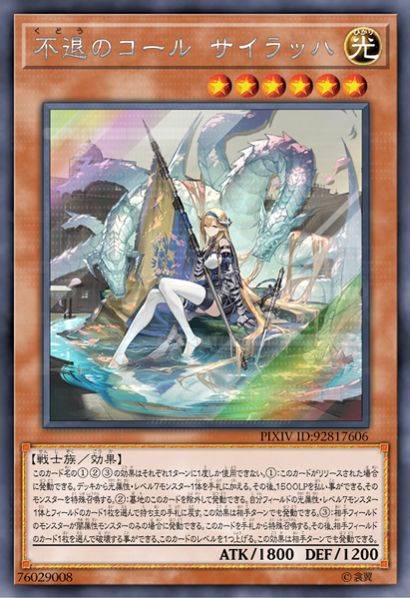 くとう
不退のコール サイラッハ
ひかり
光
PIXIV ID:92817606
【戦士族／効果】
このカード名の①②③の効果はそれぞれ1ターンに1度しか使用できない。①:このカードがリリースされた場合
に発動できる。デッキから光属性・レベル7モンスター1体を手札に加える。その後、1500LPを払い事ができる。その
モンスターを特殊召喚する。②:墓地のこのカードを除外して発動できる。自分フィールドの光属性・レベル7モンスター
1体とフィールドのカード1枚を選んで持ち主の手札に戻す。この効果は相手ターンでも発動できる。③:相手フィール
ドのモンスターが闇属性モンスターのみの場合に発動できる。このカードを手札から特殊召喚する。その後、相手フィールド
のカード1枚を選んで破壊する事ができる。このカードのレベルを1つ上げる。この効果は相手ターンでも発動できる。
ATK/1800 DEF/1200
76029008
©袁翼